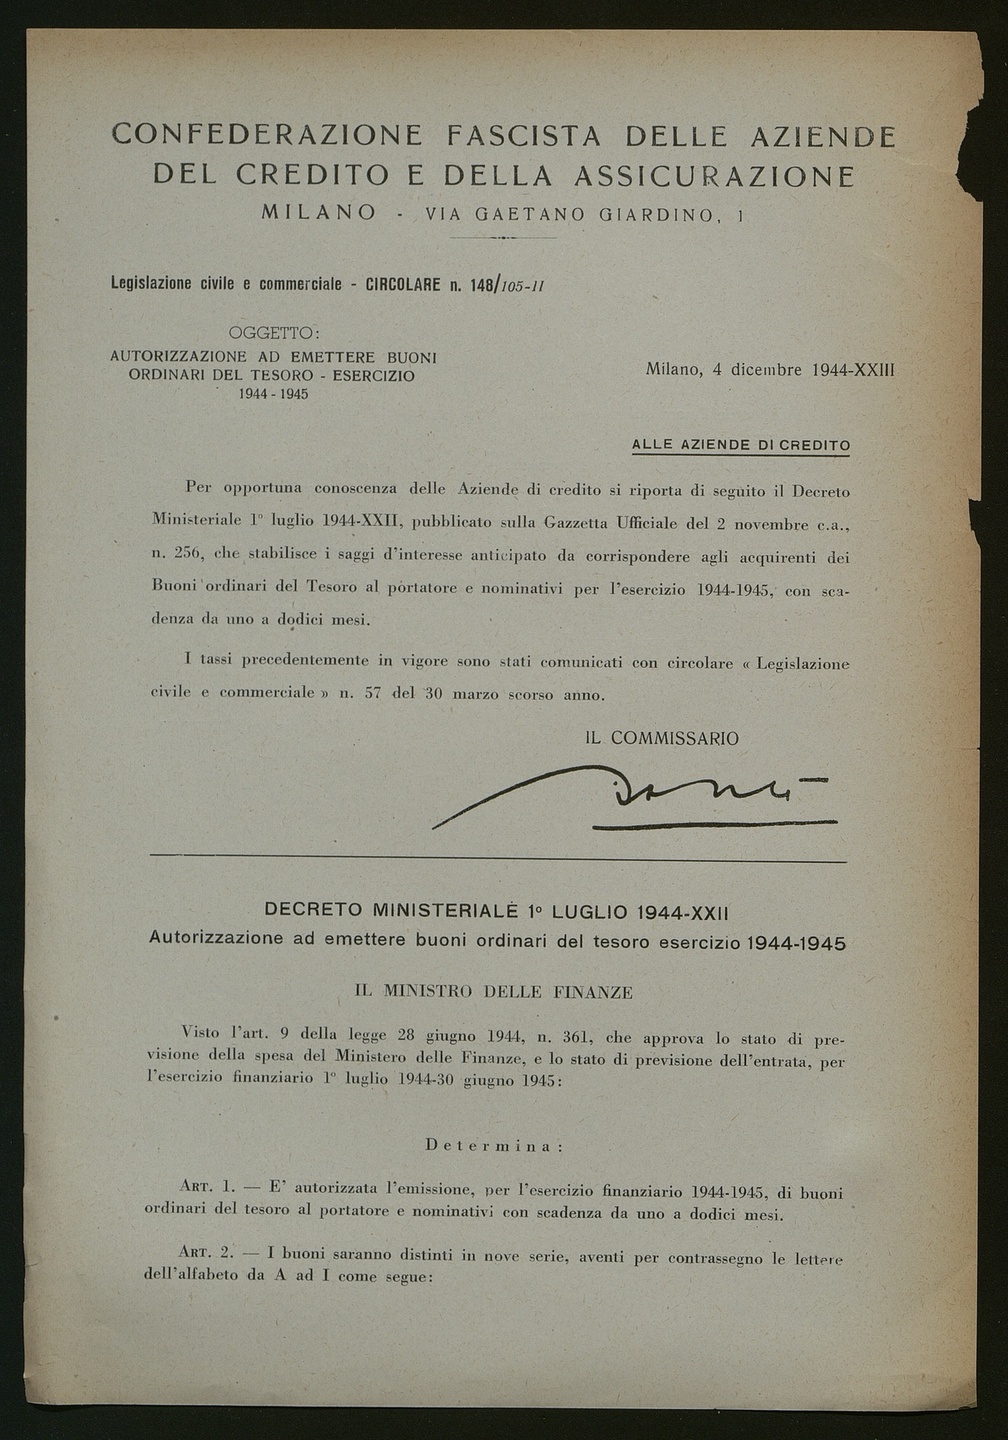 CONFEDERAZIONE FASCISTA DELLE AZIENDE
DEL CREDITO E DELLA ASSICURAZIONE
MILANO - VIA GAETANO GIARDINO, 1
Legislazione civile e commerciale - CIRCOLARE n. 148/105-11
OGGETTO:
AUTORIZZAZIONE AD EMETTERE BUONI
ORDINARI DEL TESORO - ESERCIZIO
1944 - 1945
Milano, 4 dicembre 1944-XXIII
ALLE AZIENDE DI CREDITO
Per opportuna conoscenza delle Aziende di credito si riporta di seguito il Decreto
Ministeriale 1° luglio 1944-XXII, pubblicato sulla Gazzetta Ufficiale del 2 novembre c.a.,
n. 256, che stabilisce i saggi d'interesse anticipato da corrispondere agli acquirenti dei
Buoni ordinari del Tesoro al portatore e nominativi per l'esercizio 1944-1945, con sca-
denza da uno a dodici mesi.
I tassi precedentemente in vigore sono stati comunicati con circolare « Legislazione
civile e commerciale » n. 57 del 30 marzo scorso anno.
IL COMMISSARIO
DECRETO MINISTERIALE 1° LUGLIO 1944-XXII
Autorizzazione ad emettere buoni ordinari del tesoro esercizio 1944-1945
IL MINISTRO DELLE FINANZE
Visto l'art. 9 della legge 28 giugno 1944, n. 361, che approva lo stato di pre-
visione della spesa del Ministero delle Finanze, e lo stato di previsione dell'entrata, per
l'esercizio finanziario 1° luglio 1944-30 giugno 1945:
Determina:
ART. 1. — E' autorizzata l'emissione, per l'esercizio finanziario 1944-1945, di buoni
ordinari del tesoro al portatore e nominativi con scadenza da uno a dodici mesi.
ART. 2. — I buoni saranno distinti in nove serie, aventi per contrassegno le lettere
dell'alfabeto da A ad I come segue: